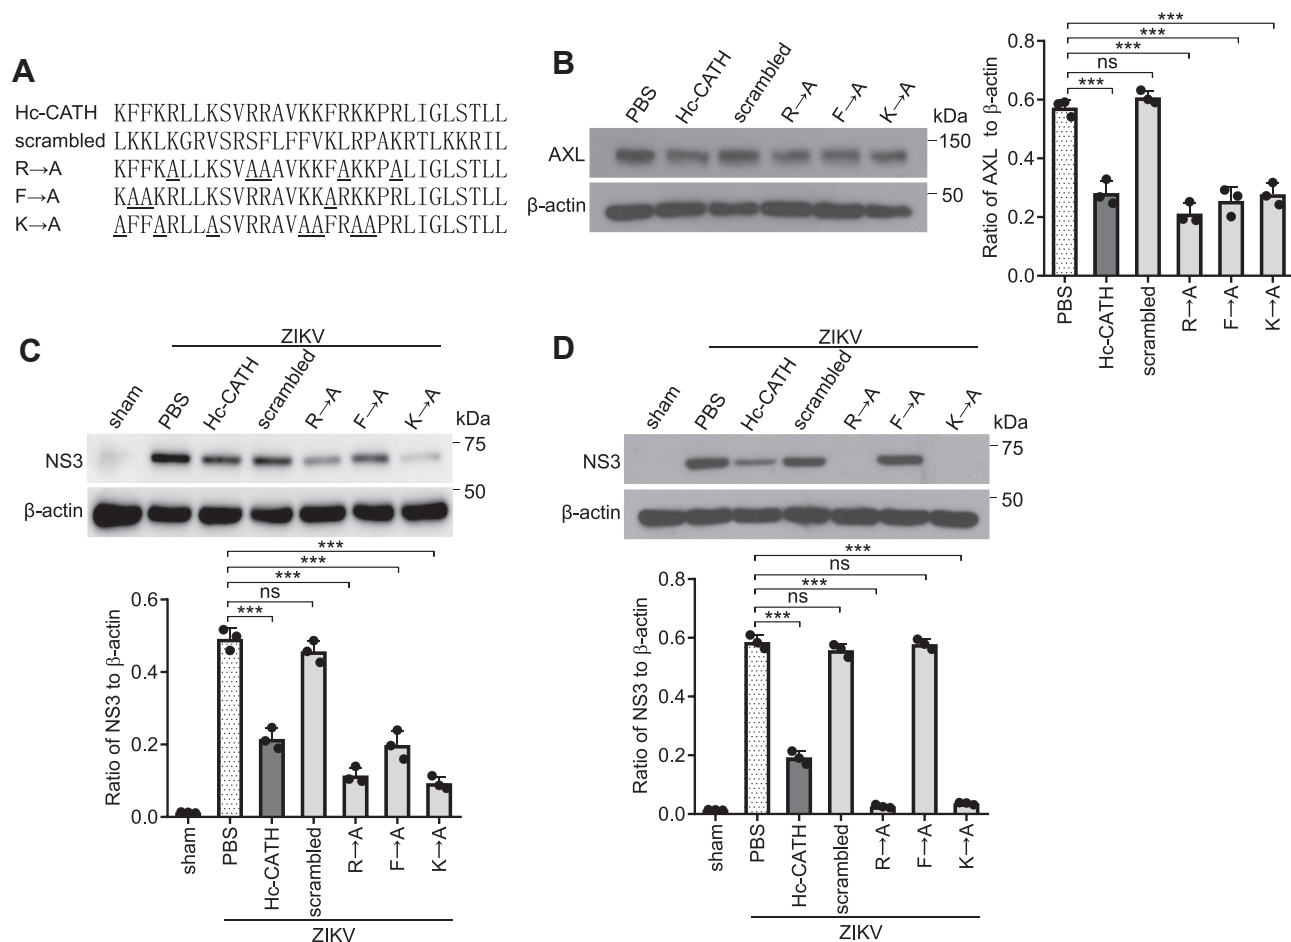 A
Hc-CATH KFFKRLLKSVRRAVKKFRKKPRLIGLSTLL
scrambled LKKLKGRVSRSFLFFVKLRPAKRTLKKRIL
R→A KFFKALLKSVAAAVKKFAKKPALIGLSTLL
F→A KAAKRLLKSVRRAVKKARKKPRLIGLSTLL
K→A AFFARLLASVRRAVAAFRAAPRLIGLSTLL
B
PBS Hc-CATH scrambled R→A F→A K→A
kDa
AXL 150
β-actin 50
Ratio of AXL to β-actin
*** 
***
***
ns
***
0.8
0.6
0.4
0.2
0.0
PBS Hc-CATH scrambled R→A F→A K→A
C
ZIKV
sham PBS Hc-CATH scrambled R→A F→A K→A
kDa
NS3 75
β-actin 50
***
***
***
ns
***
Ratio of NS3 to β-actin
0.6
0.4
0.2
0.0
sham PBS Hc-CATH scrambled R→A F→A K→A
ZIKV
D
ZIKV
sham PBS Hc-CATH scrambled R→A F→A K→A
kDa
NS3 75
β-actin 50
***
ns
***
ns
***
Ratio of NS3 to β-actin
0.8
0.6
0.4
0.2
0.0
sham PBS Hc-CATH scrambled R→A F→A K→A
ZIKV